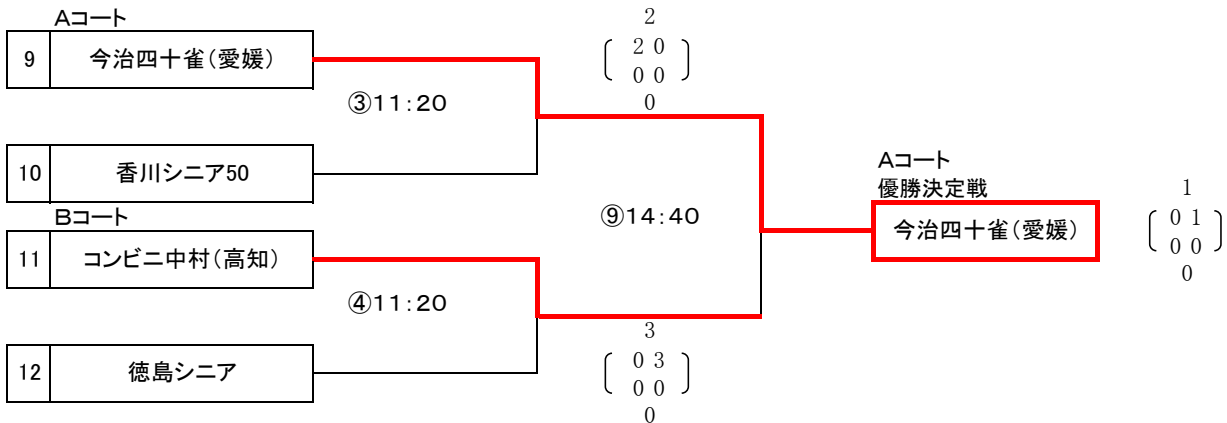 Aコート
9 今治四十雀（愛媛）
③11：20
10 香川シニア50
Bコート
11 コンビニ中村（高知）
④11：20
12 徳島シニア
2
2 0
0 0
0
⑨14：40
3
0 3
0 0
0
Aコート
優勝決定戦
今治四十雀（愛媛）
1
0 1
0 0
0